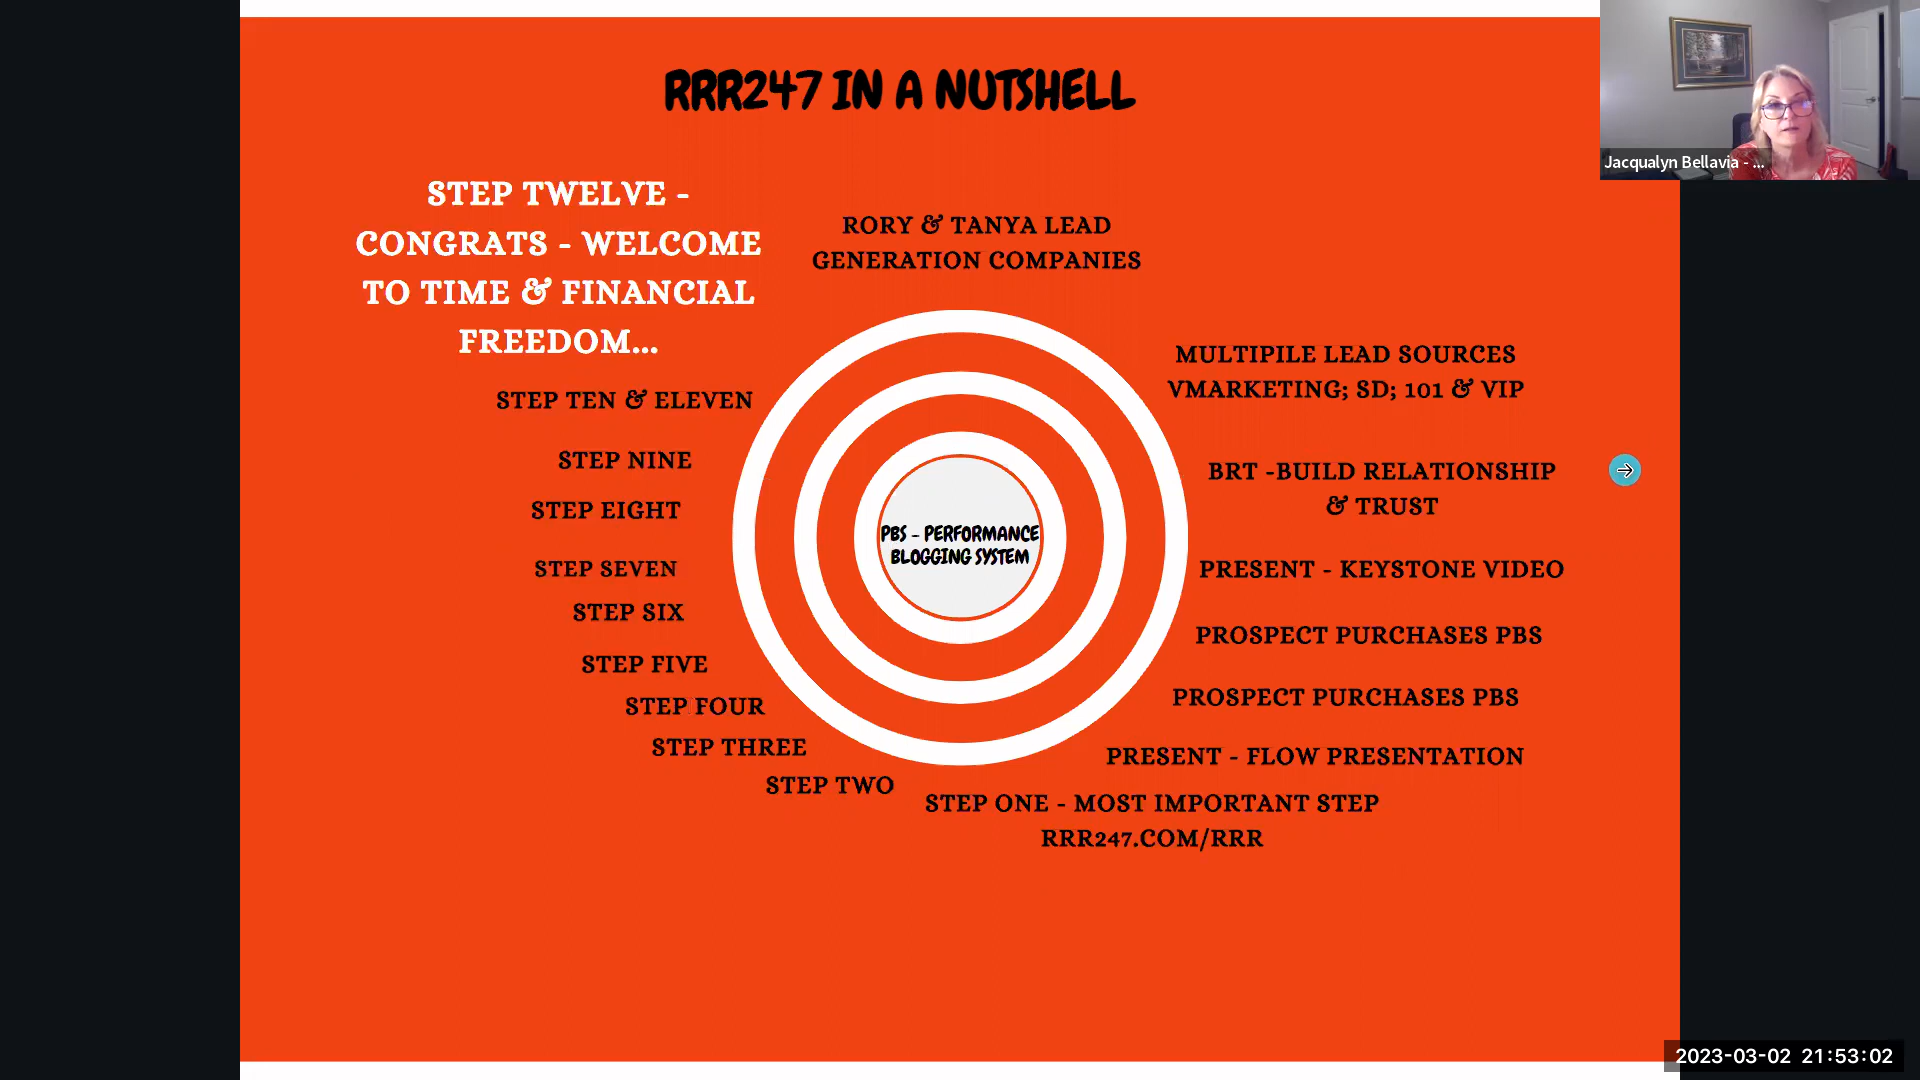 RRR247 IN A NUTSHELL
Jacqualyn Bellavia - ...
STEP TWELVE -
CONGRATS - WELCOME
TO TIME & FINANCIAL
FREEDOM...
RORY & TANYA LEAD
GENERATION COMPANIES
MULTIPILE LEAD SOURCES
VMARKETING; SD; 101 & VIP
BRT -BUILD RELATIONSHIP
& TRUST
PRESENT - KEYSTONE VIDEO
PROSPECT PURCHASES PBS
PROSPECT PURCHASES PBS
PRESENT - FLOW PRESENTATION
STEP ONE - MOST IMPORTANT STEP
RRR247.COM/RRR
STEP TWO
STEP THREE
STEP FOUR
STEP FIVE
STEP SIX
STEP SEVEN
STEP EIGHT
STEP NINE
STEP TEN & ELEVEN
PBS - PERFORMANCE
BLOGGING SYSTEM
2023-03-02 21:53:02